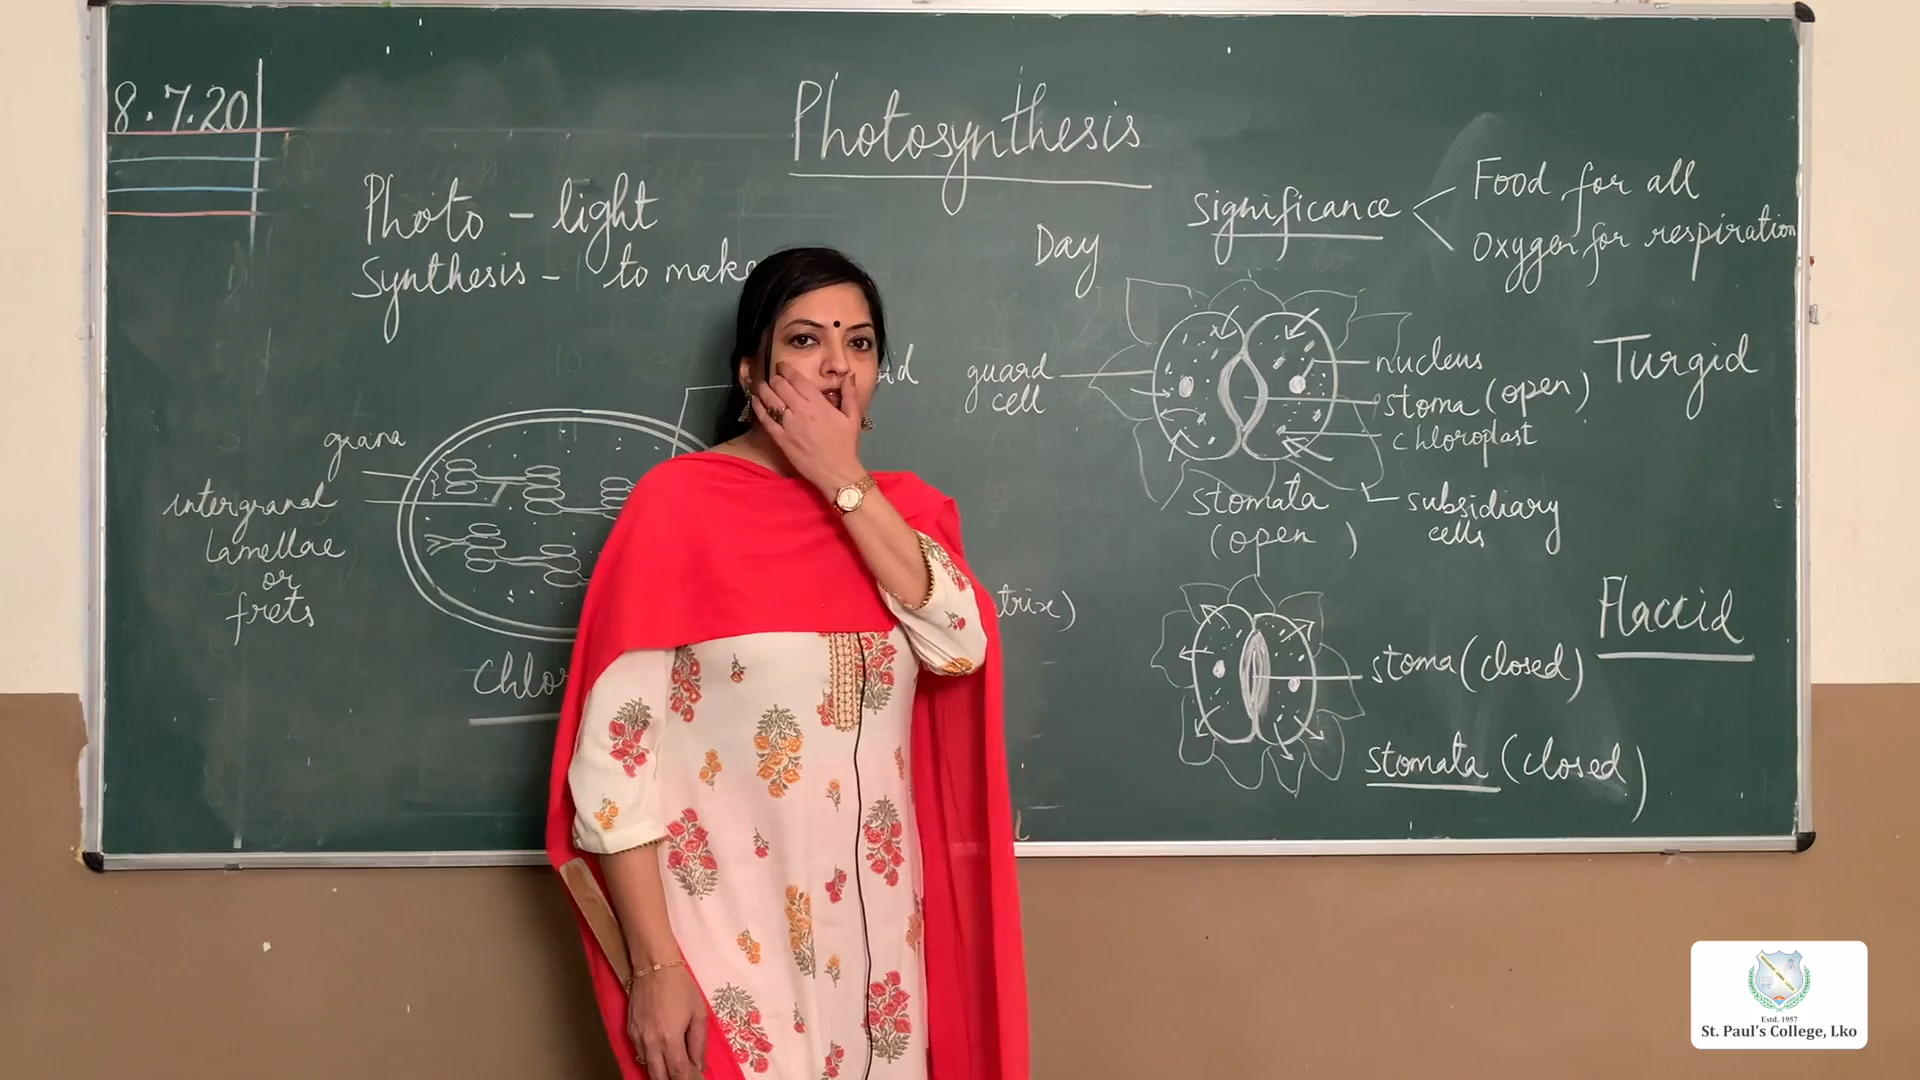 8.7.20
Photosynthesis
Photo - light
Synthesis - to make
significance
Food for all
oxygen for respiration
Day
guard
cell
nucleus
stoma (open)
chloroplast
Turgid
stomata
(open)
subsidiary
cells
grana
intergranal
lamellae
or
frets
Flaccid
stoma (closed)
stomata (closed)
Estd. 1957
St. Paul's College, Lko